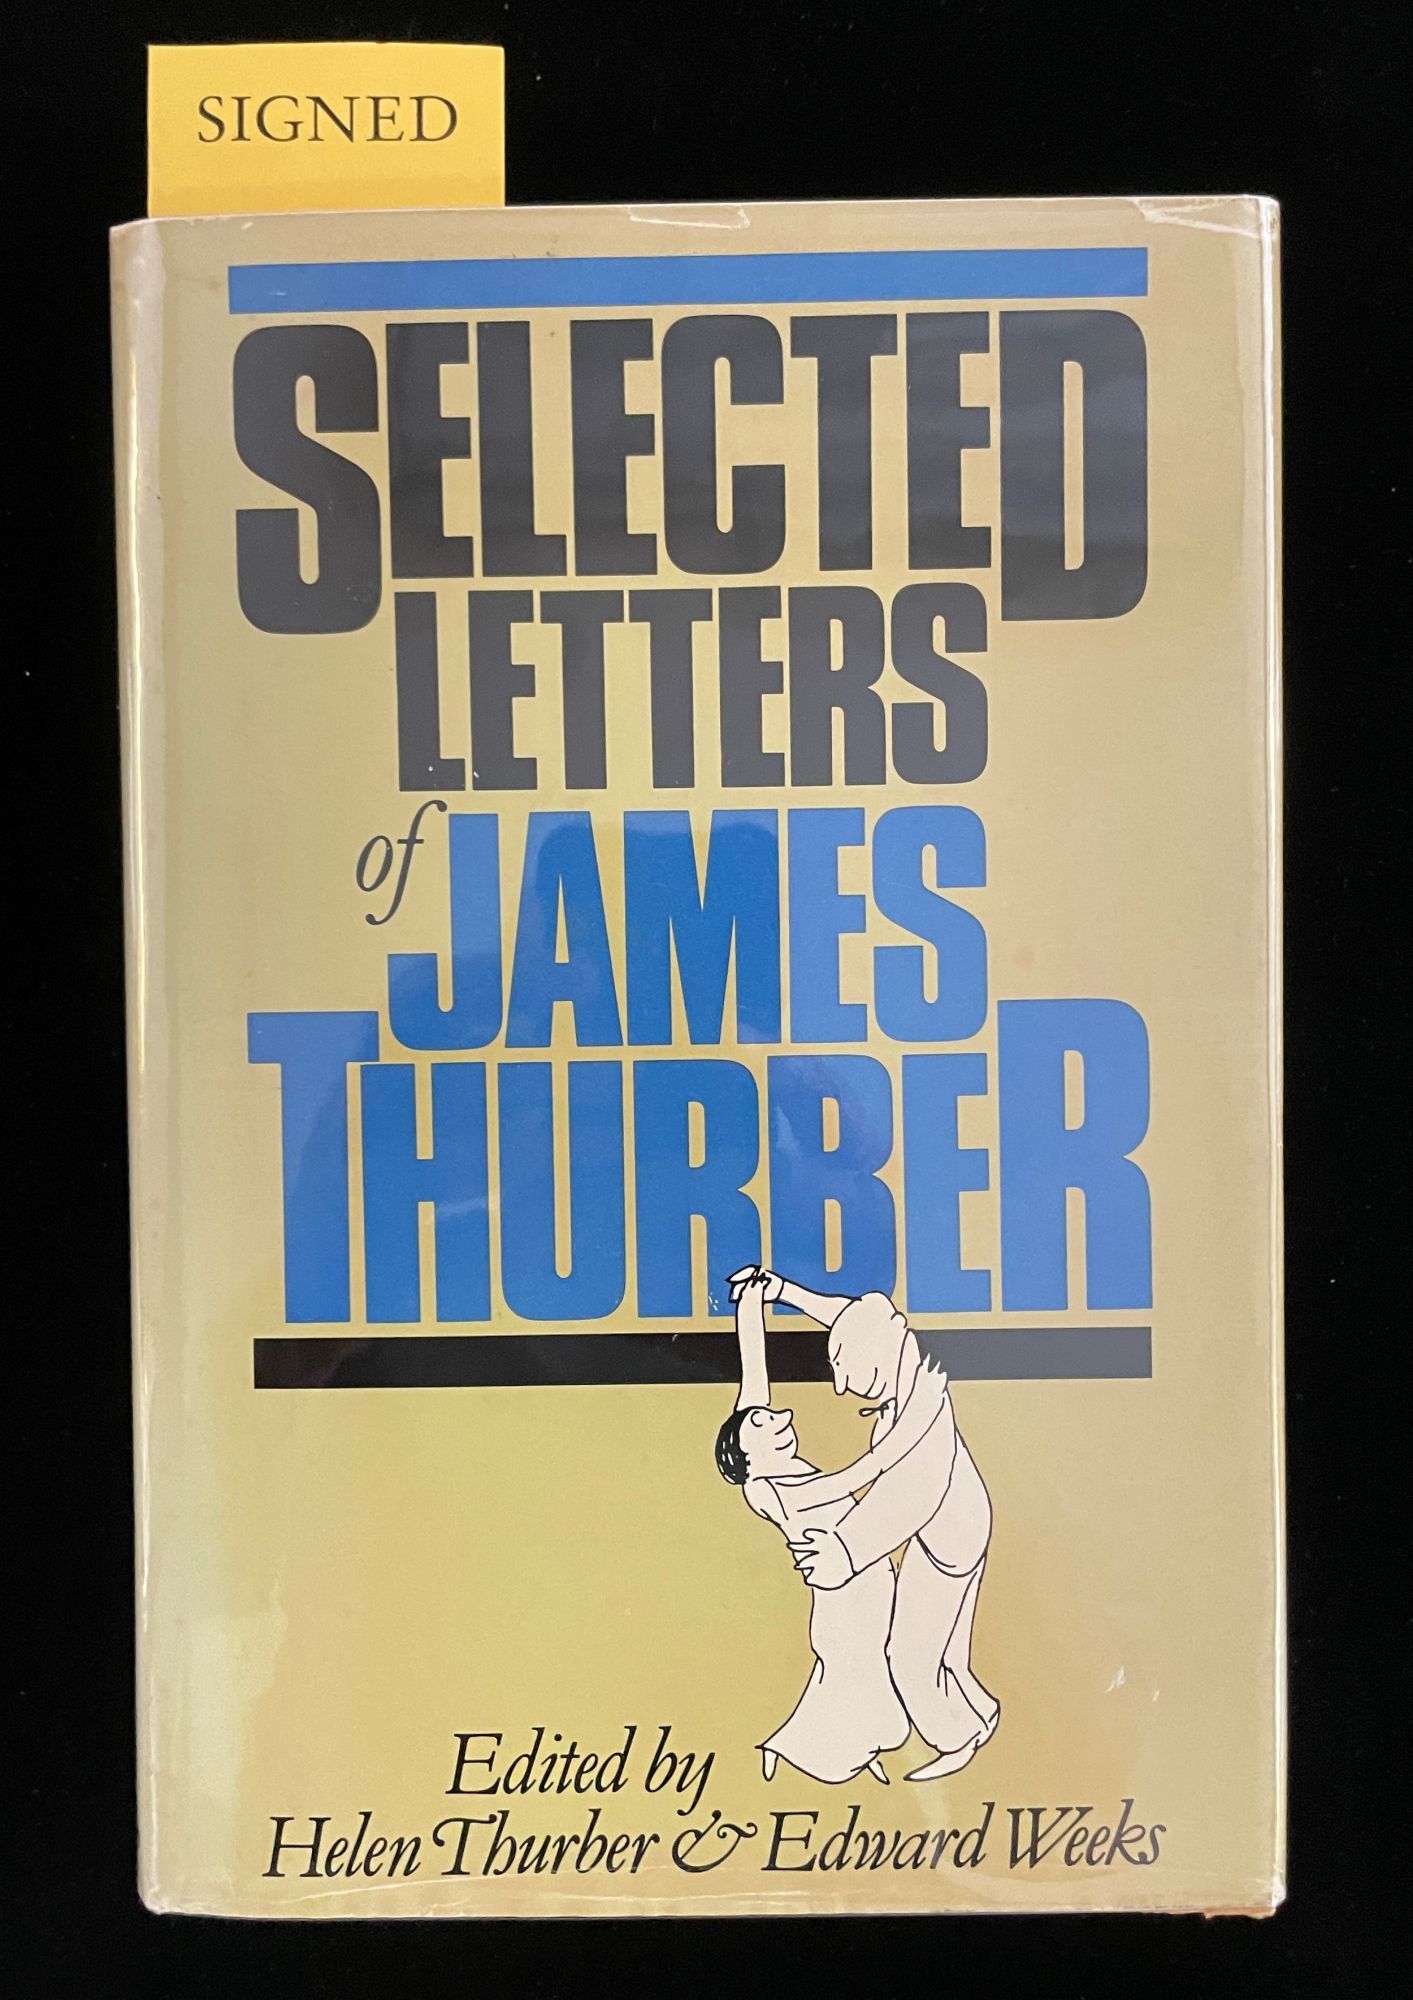 SIGNED
SELECTED
LETTERS
of JAMES
THURBER
Edited by
Helen Thurber & Edward Weeks